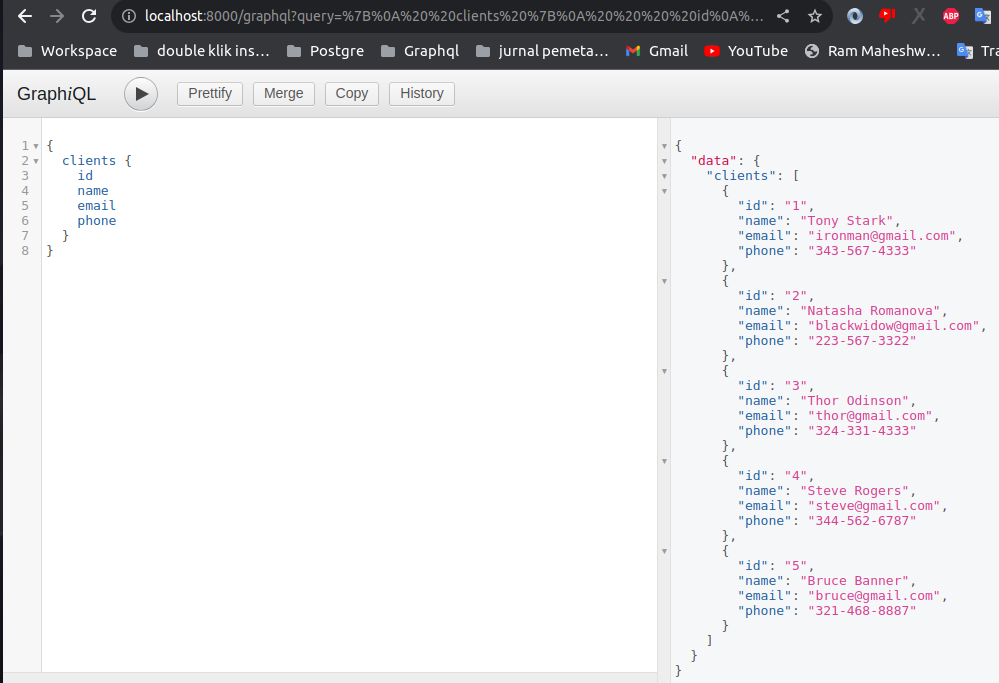 localhost:8000/graphql?query=%7B%0A%20%20clients%20%7B%0A%20%20%20%20id%0A%...
ABP
Workspace double klik ins... Postgre Graphql jurnal pemeta... Gmail YouTube Ram Maheshw... Tra
GraphiQL Prettify Merge Copy History
1 {
2 clients {
3 id
4 name
5 email
6 phone
7 }
8 }
{
"data": {
"clients": [
{
"id": "1",
"name": "Tony Stark",
"email": "ironman@gmail.com",
"phone": "343-567-4333"
},
{
"id": "2",
"name": "Natasha Romanova",
"email": "blackwidow@gmail.com",
"phone": "223-567-3322"
},
{
"id": "3",
"name": "Thor Odinson",
"email": "thor@gmail.com",
"phone": "324-331-4333"
},
{
"id": "4",
"name": "Steve Rogers",
"email": "steve@gmail.com",
"phone": "344-562-6787"
},
{
"id": "5",
"name": "Bruce Banner",
"email": "bruce@gmail.com",
"phone": "321-468-8887"
}
]
}
}